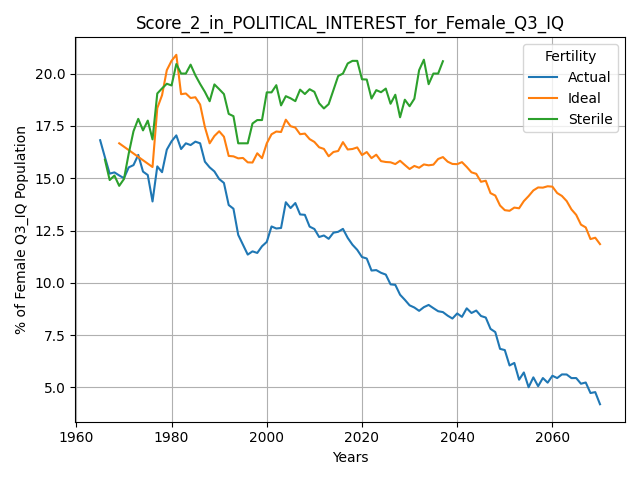 Score_2_in_POLITICAL_INTEREST_for_Female_Q3_IQ
Fertility
Actual
Ideal
Sterile
% of Female Q3_IQ Population
20.0
17.5
15.0
12.5
10.0
7.5
5.0
1960
1980
2000
2020
2040
2060
Years